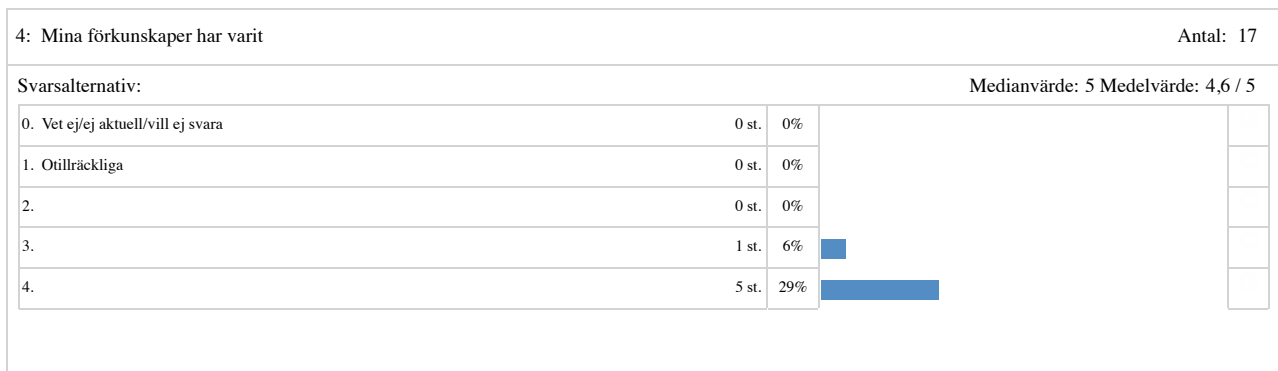 4: Mina förkunskaper har varit Antal: 17
Svarsalternativ: Medianvärde: 5 Medelvärde: 4,6 / 5
0. Vet ej/ej aktuell/vill ej svara 0 st. 0%
1. Otillräckliga 0 st. 0%
2. 0 st. 0%
3. 1 st. 6%
4. 5 st. 29%